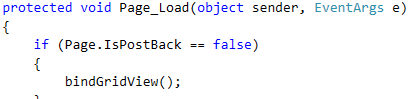 protected void Page_Load(object sender, EventArgs e)
{
    if (Page.IsPostBack == false)
    {
        bindGridView();
    }